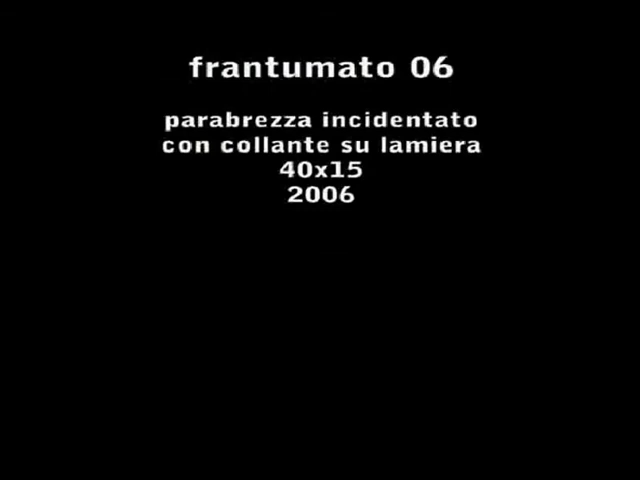 frantumato 06
parabrezza incidentato
con collante su lamiera
40x15
2006